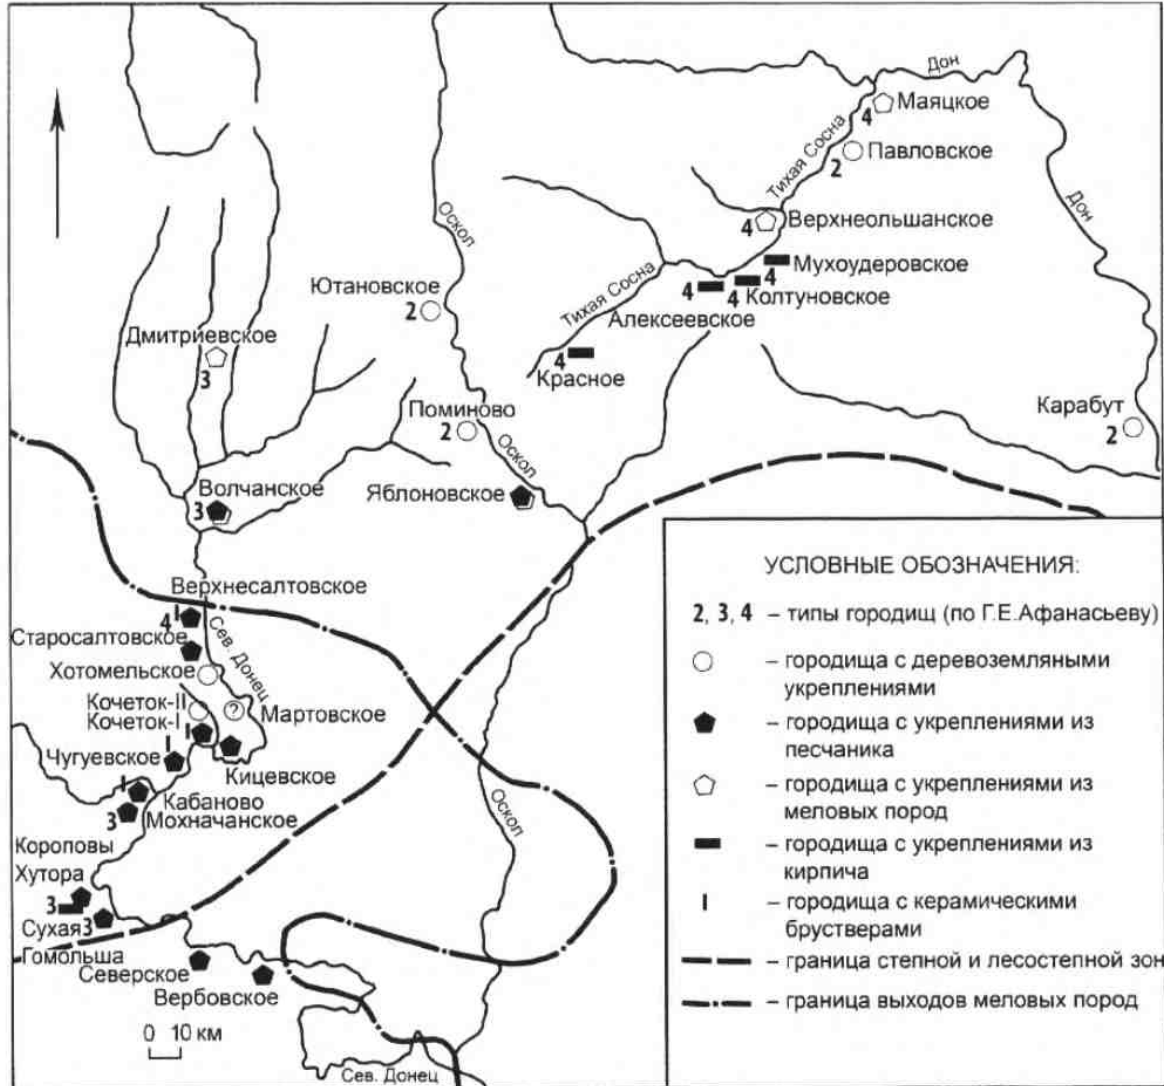 Дон
Маяцкое
4
Тихая Сосна
Павловское
2
Дон
Оскол
Верхнеольшанское
4
Мухоудеровское
4
Колтуновское
4
Алексеевское
4
Тихая Сосна
Ютановское
2
Дмитриевское
3
Красное
4
Поминово
2
Оскол
Карабут
2
Волчанское
3
Яблоновское
Верхнесалтовское
4
Старосалтовское
Сев. Донец
Хотомельское
Кочеток-II
Кочеток-I
?
Мартовское
Чугуевское
Кицевское
Кабаново
Мохначанское
3
Короповы
Хутора
3
Сухая
3
Гомольша
Северское
Вербовское
Оскол
0 10 км
Сев. Донец
УСЛОВНЫЕ ОБОЗНАЧЕНИЯ:
2, 3, 4 – типы городищ (по Г.Е.Афанасьеву)
– городища с деревоземляными
укреплениями
– городища с укреплениями из
песчаника
– городища с укреплениями из
меловых пород
– городища с укреплениями из
кирпича
– городища с керамическими
брустверами
– граница степной и лесостепной зон
– граница выходов меловых пород